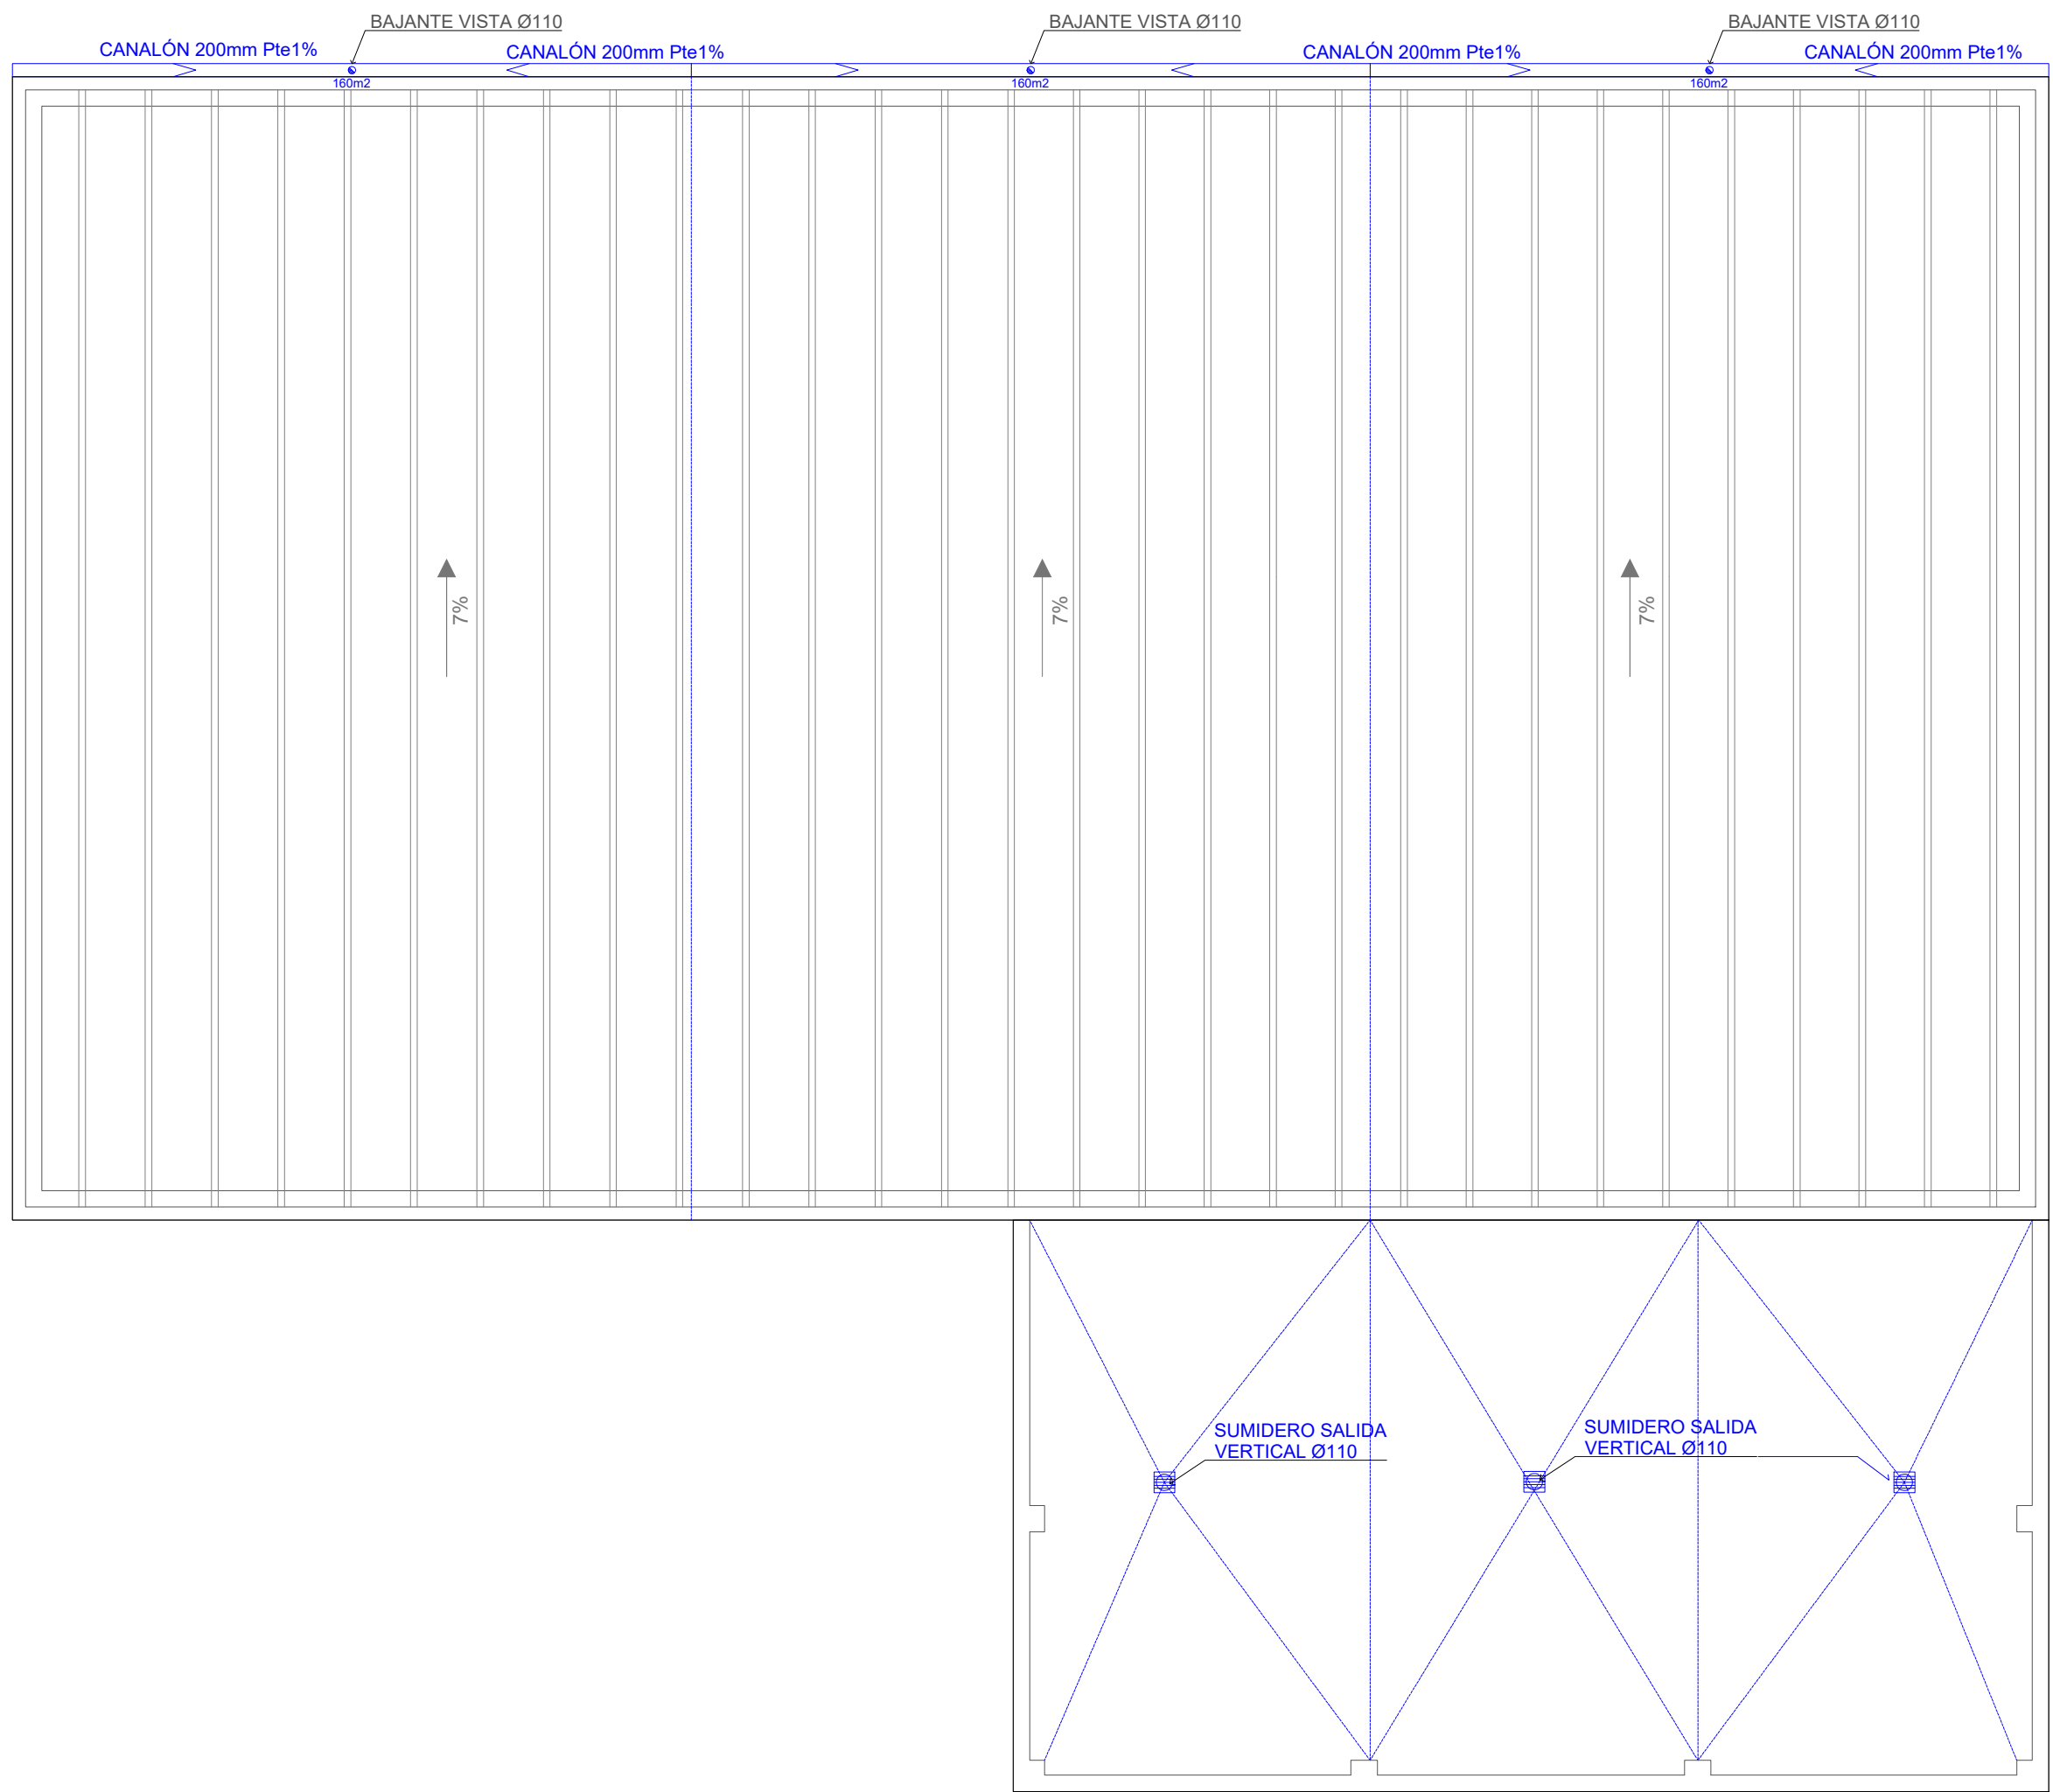 BAJANTE VISTA Ø110
BAJANTE VISTA Ø110
BAJANTE VISTA Ø110
CANALÓN 200mm Pte1%
CANALÓN 200mm Pte1%
CANALÓN 200mm Pte1%
CANALÓN 200mm Pte1%
160m2
160m2
160m2
7%
7%
7%
SUMIDERO SALIDA
VERTICAL Ø110
SUMIDERO SALIDA
VERTICAL Ø110